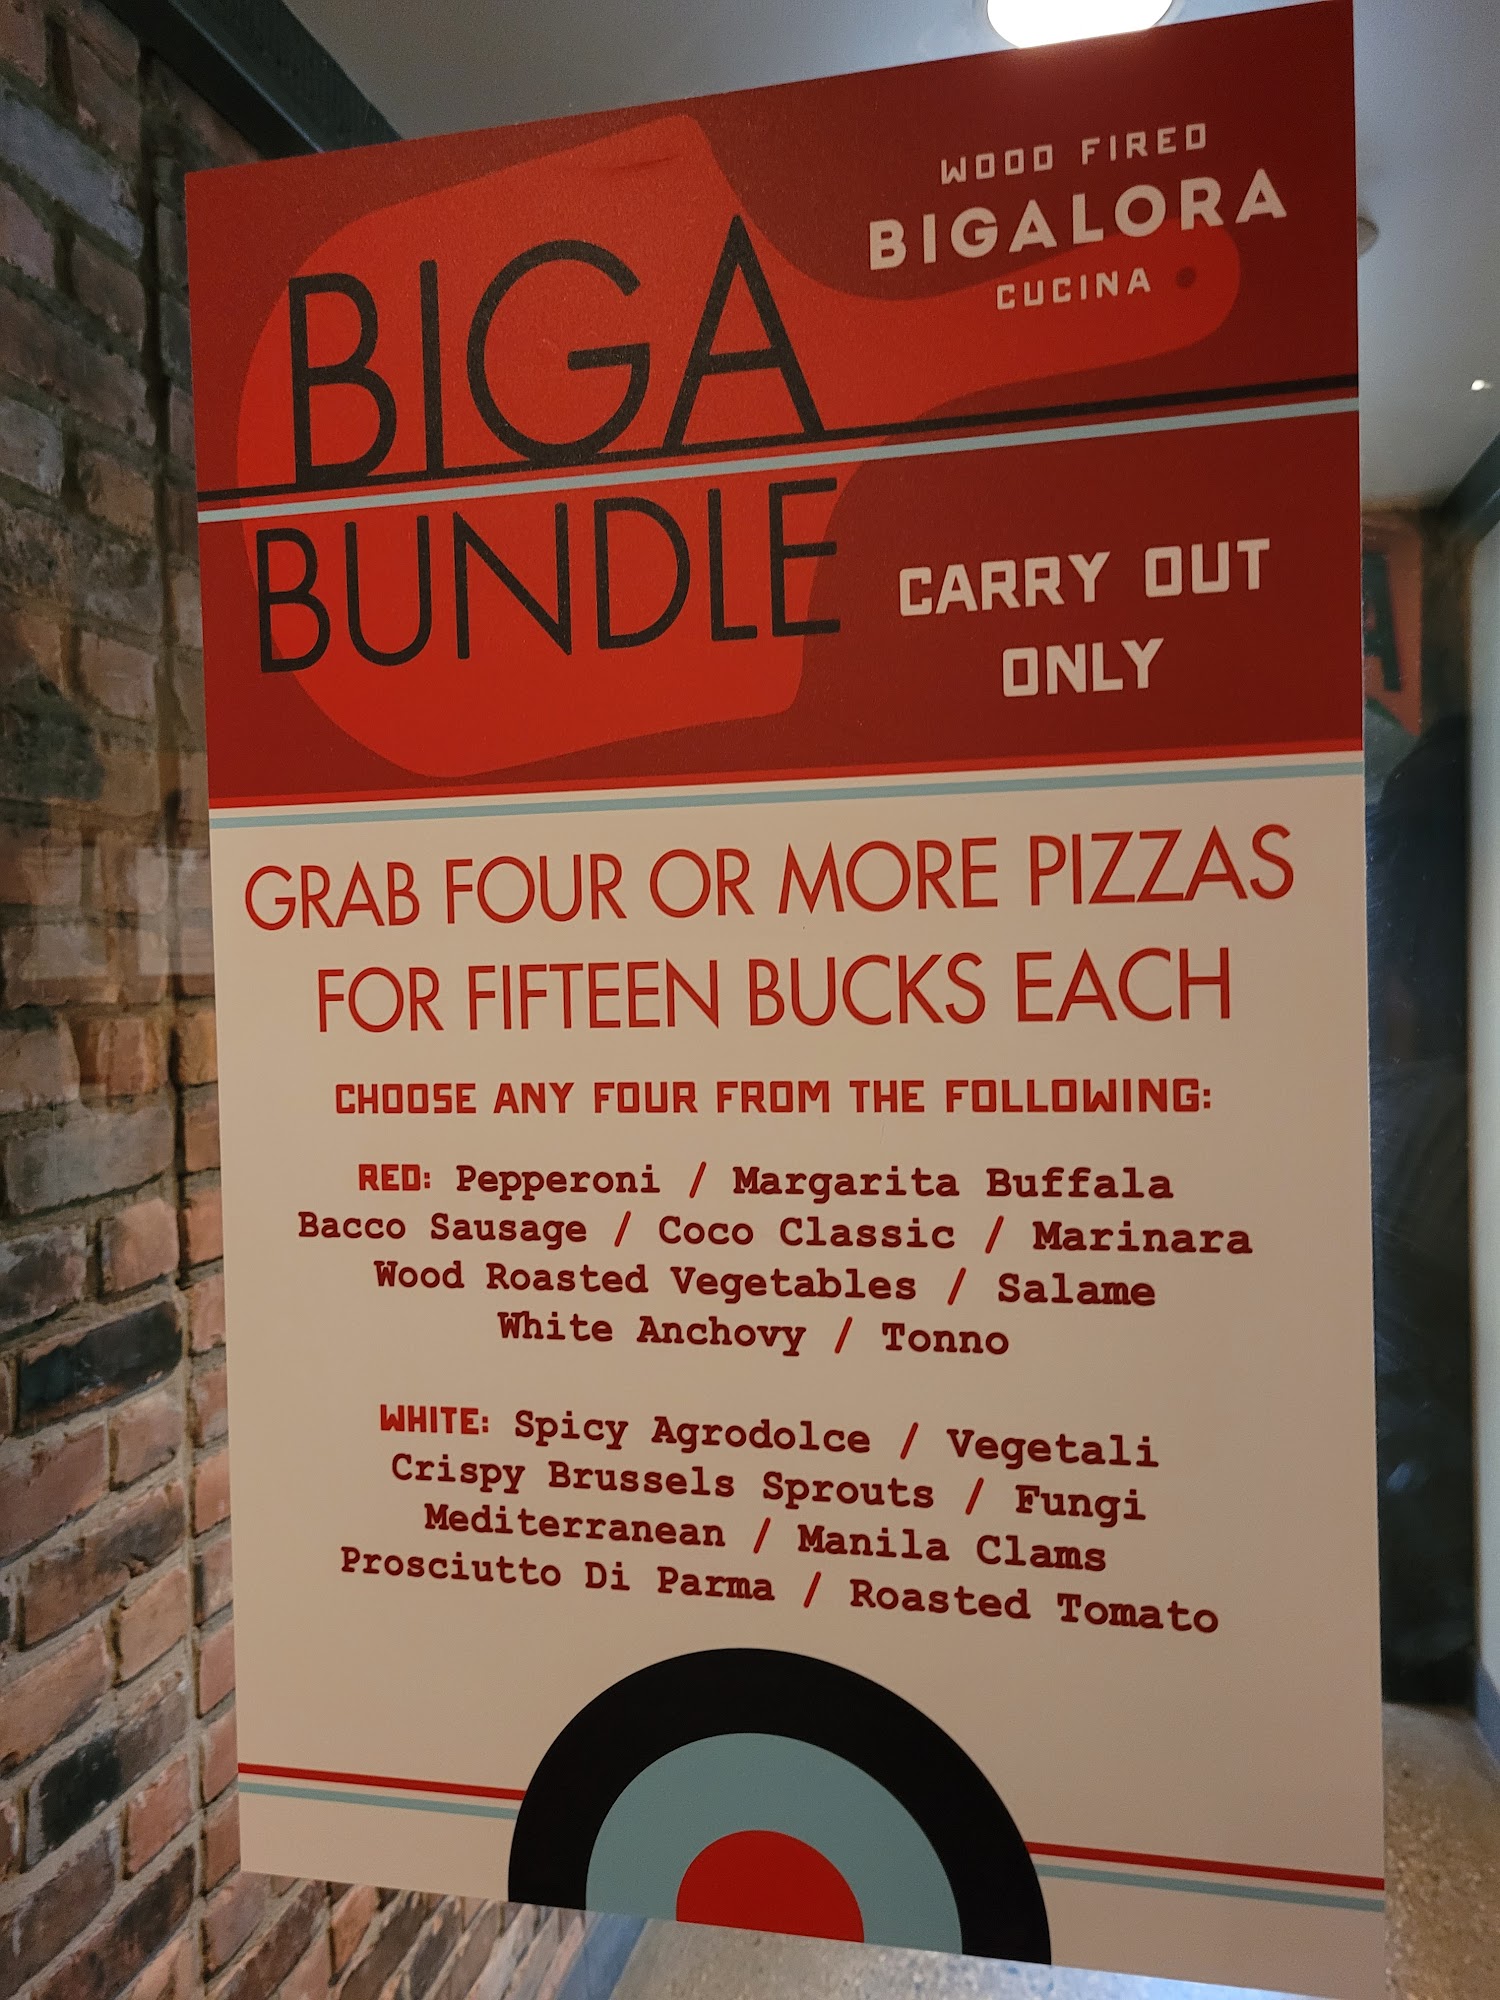 WOOD FIRED
BIGALORA
CUCINA
BIGA
BUNDLE
CARRY OUT
ONLY
GRAB FOUR OR MORE PIZZAS
FOR FIFTEEN BUCKS EACH
CHOOSE ANY FOUR FROM THE FOLLOWING:
RED: Pepperoni / Margarita Buffala
Bacco Sausage / Coco Classic / Marinara
Wood Roasted Vegetables / Salame
White Anchovy / Tonno
WHITE: Spicy Agrodolce / Vegetali
Crispy Brussels Sprouts / Fungi
Mediterranean / Manila Clams
Prosciutto Di Parma / Roasted Tomato